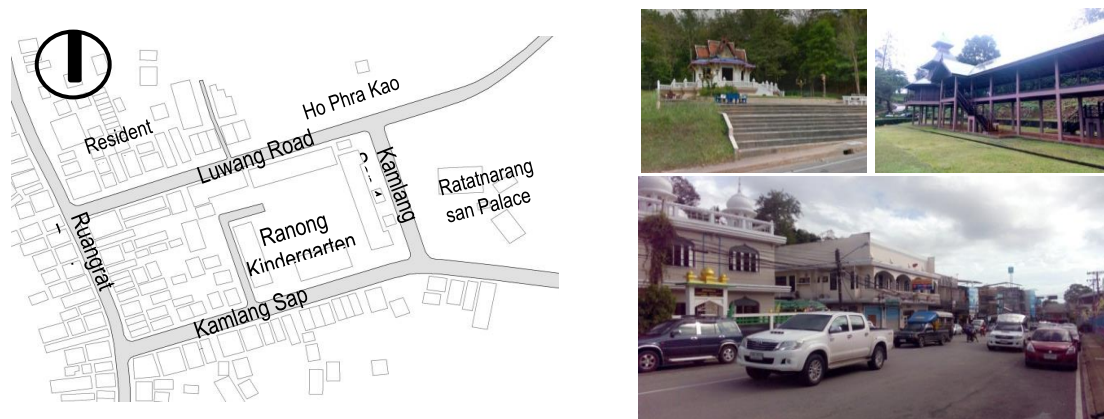 Ho Phra Kao
Resident
Luwang Road
Kamlang
Ratatnarang
san Palace
Ruangrat
Ranong
Kindergarten
Kamlang Sap